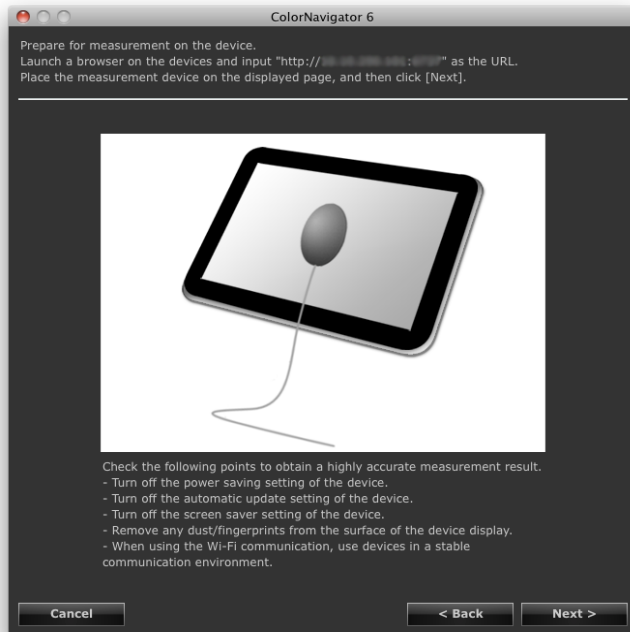 ColorNavigator 6
Prepare for measurement on the device.
Launch a browser on the devices and input "http:// : " as the URL.
Place the measurement device on the displayed page, and then click [Next].
Check the following points to obtain a highly accurate measurement result.
- Turn off the power saving setting of the device.
- Turn off the automatic update setting of the device.
- Turn off the screen saver setting of the device.
- Remove any dust/fingerprints from the surface of the device display.
- When using the Wi-Fi communication, use devices in a stable
communication environment.
Cancel
< Back
Next >